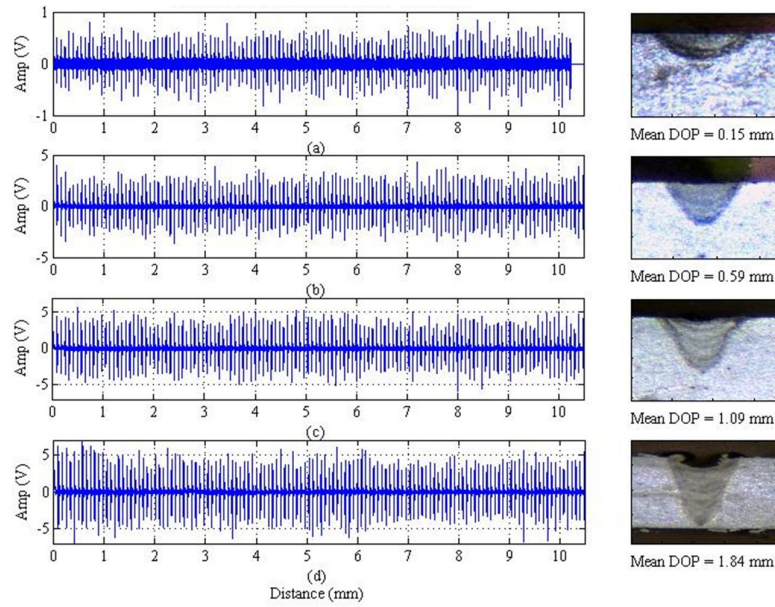 1
Amp (V)
0
-1
0 1 2 3 4 5 6 7 8 9 10
(a)
Mean DOP = 0.15 mm
5
Amp (V)
0
-5
0 1 2 3 4 5 6 7 8 9 10
(b)
Mean DOP = 0.59 mm
5
Amp (V)
0
-5
0 1 2 3 4 5 6 7 8 9 10
(c)
Mean DOP = 1.09 mm
5
Amp (V)
0
-5
0 1 2 3 4 5 6 7 8 9 10
(d)
Distance (mm)
Mean DOP = 1.84 mm